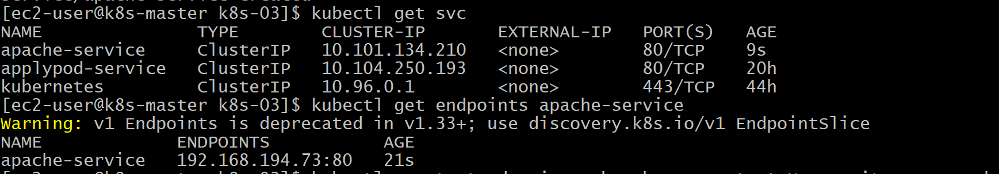 [ec2-user@k8s-master k8s-03]$ kubectl get svc
NAME TYPE CLUSTER-IP EXTERNAL-IP PORT(S) AGE
apache-service ClusterIP 10.101.134.210 <none> 80/TCP 9s
applypod-service ClusterIP 10.104.250.193 <none> 80/TCP 20h
kubernetes ClusterIP 10.96.0.1 <none> 443/TCP 44h
[ec2-user@k8s-master k8s-03]$ kubectl get endpoints apache-service
Warning: v1 Endpoints is deprecated in v1.33+; use discovery.k8s.io/v1 EndpointSlice
NAME ENDPOINTS AGE
apache-service 192.168.194.73:80 21s